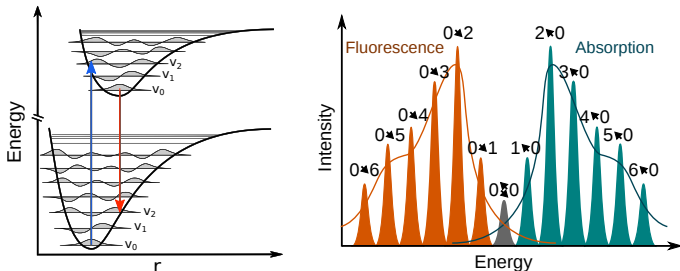 Energy
v₂
v₁
v₀
v₂
v₁
v₀
r
Intensity
Fluorescence
Absorption
0↘6
0↘5
0↘4
0↘3
0↘2
0↘1
0↘↖0
1↖0
2↖0
3↖0
4↖0
5↖0
6↖0
Energy